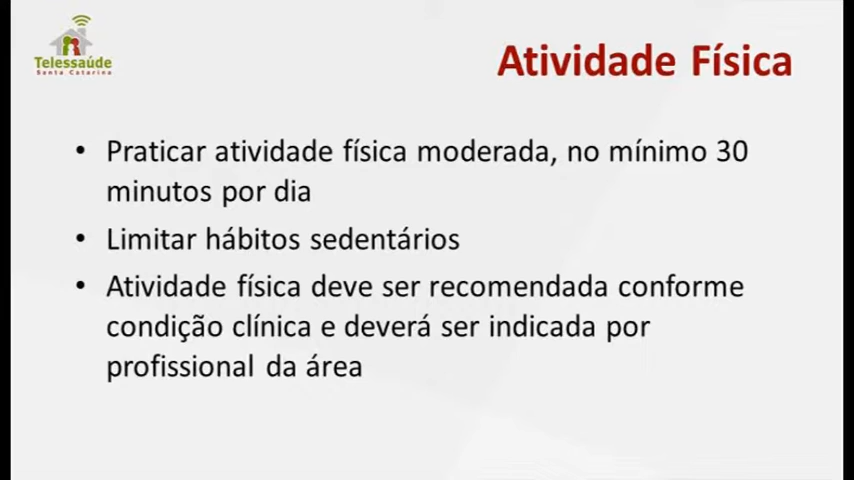 Telessaúde
Santa Catarina
Atividade Física
• Praticar atividade física moderada, no mínimo 30
minutos por dia
• Limitar hábitos sedentários
• Atividade física deve ser recomendada conforme
condição clínica e deverá ser indicada por
profissional da área